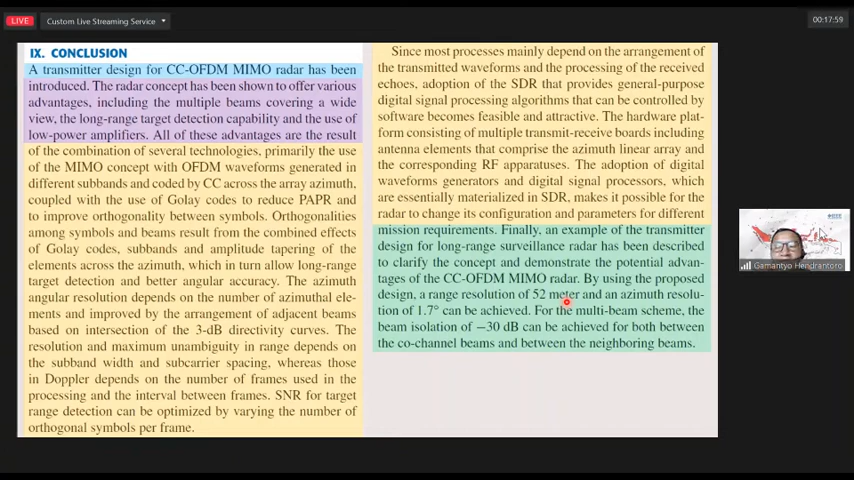 LIVE
Custom Live Streaming Service
00:17:59
IX. CONCLUSION
A transmitter design for CC-OFDM MIMO radar has been
introduced. The radar concept has been shown to offer various
advantages, including the multiple beams covering a wide
view, the long-range target detection capability and the use of
low-power amplifiers. All of these advantages are the result
of the combination of several technologies, primarily the use
of the MIMO concept with OFDM waveforms generated in
different subbands and coded by CC across the array azimuth,
coupled with the use of Golay codes to reduce PAPR and
to improve orthogonality between symbols. Orthogonalities
among symbols and beams result from the combined effects
of Golay codes, subbands and amplitude tapering of the
elements across the azimuth, which in turn allow long-range
target detection and better angular accuracy. The azimuth
angular resolution depends on the number of azimuthal ele-
ments and improved by the arrangement of adjacent beams
based on intersection of the 3-dB directivity curves. The
resolution and maximum unambiguity in range depends on
the subband width and subcarrier spacing, whereas those
in Doppler depends on the number of frames used in the
processing and the interval between frames. SNR for target
range detection can be optimized by varying the number of
orthogonal symbols per frame.
Since most processes mainly depend on the arrangement of
the transmitted waveforms and the processing of the received
echoes, adoption of the SDR that provides general-purpose
digital signal processing algorithms that can be controlled by
software becomes feasible and attractive. The hardware plat-
form consisting of multiple transmit-receive boards including
antenna elements that comprise the azimuth linear array and
the corresponding RF apparatuses. The adoption of digital
waveforms generators and digital signal processors, which
are essentially materialized in SDR, makes it possible for the
radar to change its configuration and parameters for different
mission requirements. Finally, an example of the transmitter
design for long-range surveillance radar has been described
to clarify the concept and demonstrate the potential advan-
tages of the CC-OFDM MIMO radar. By using the proposed
design, a range resolution of 52 meter and an azimuth resolu-
tion of 1.7° can be achieved. For the multi-beam scheme, the
beam isolation of −30 dB can be achieved for both between
the co-channel beams and between the neighboring beams.
Gamantyo Hendrantoro